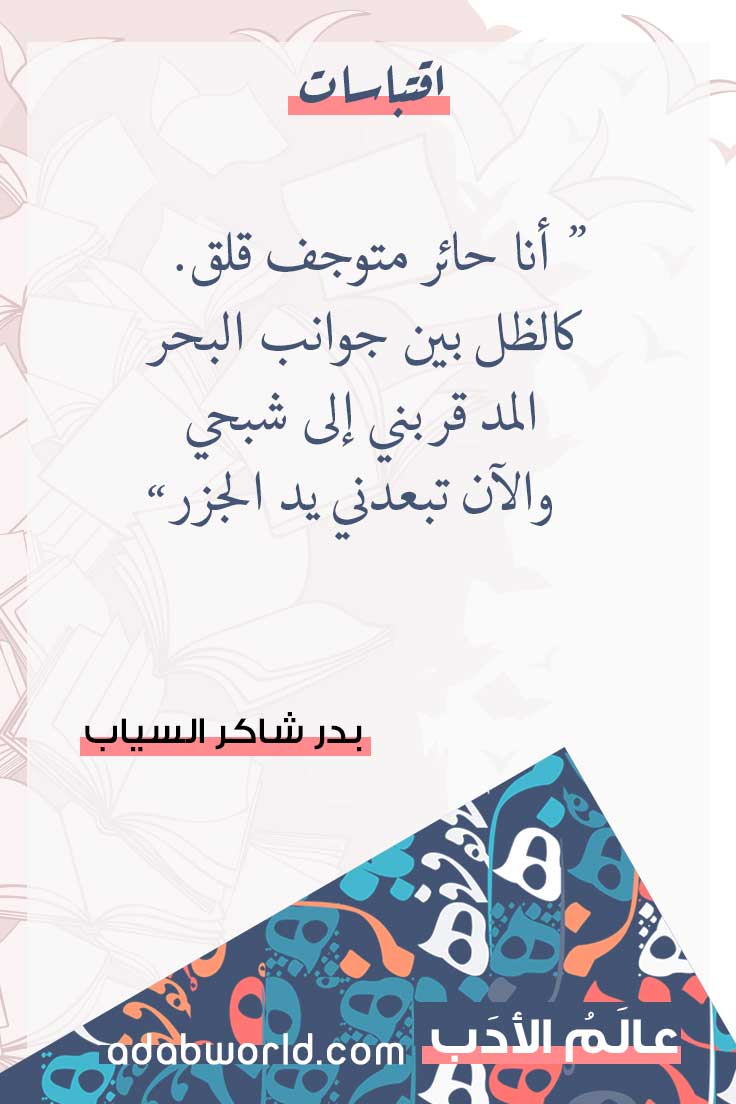 اقتباسات
” أنا حائر متوجف قلق.
كالظل بين جوانب البحر
المد قربني إلى شبحي
والآن تبعدني يد الجزر “
بدر شاكر السياب
عالَمُ الأدَب
adabworld.com